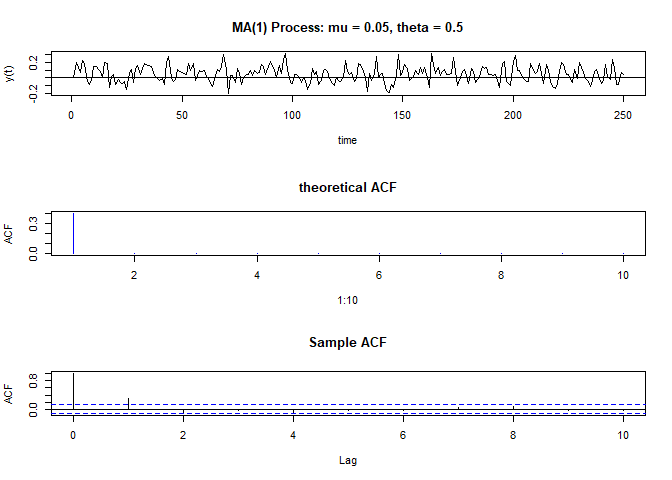 MA(1) Process: mu = 0.05, theta = 0.5
y(t)
0.2
-0.2
0 50 100 150 200 250
time
theoretical ACF
ACF
0.3
0.0
2 4 6 8 10
1:10
Sample ACF
ACF
0.8
0.0
0 2 4 6 8 10
Lag